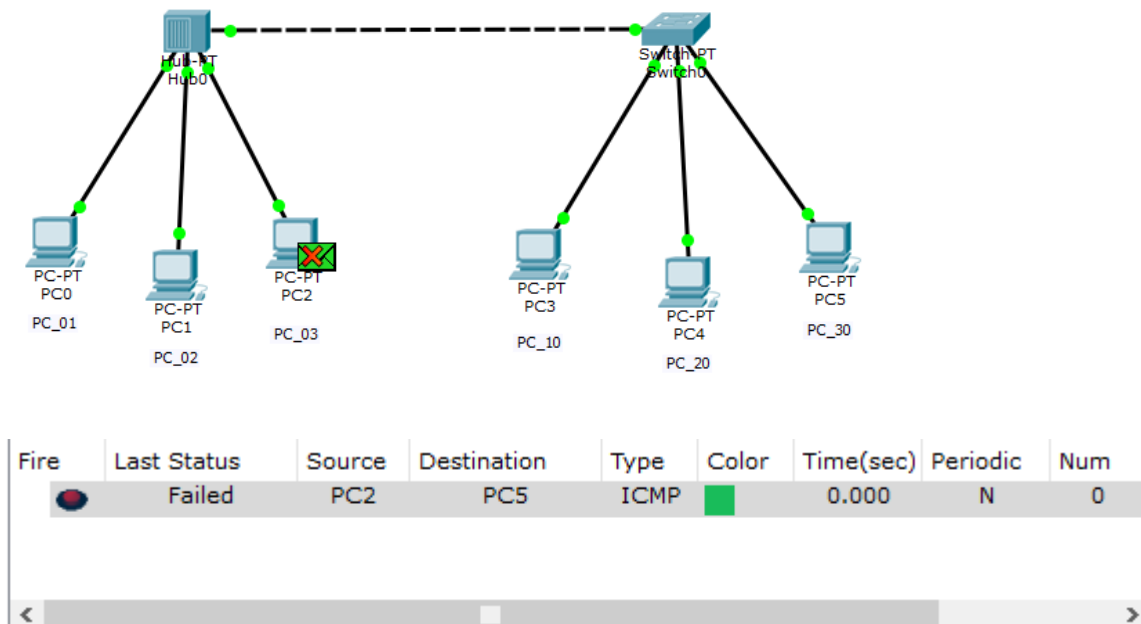 Hub-PT
Hub0
Switch-PT
Switch0
PC-PT
PC0
PC_01
PC-PT
PC1
PC_02
PC-PT
PC2
PC_03
PC-PT
PC3
PC_10
PC-PT
PC4
PC_20
PC-PT
PC5
PC_30
Fire Last Status Source Destination Type Color Time(sec) Periodic Num
Failed PC2 PC5 ICMP 0.000 N 0